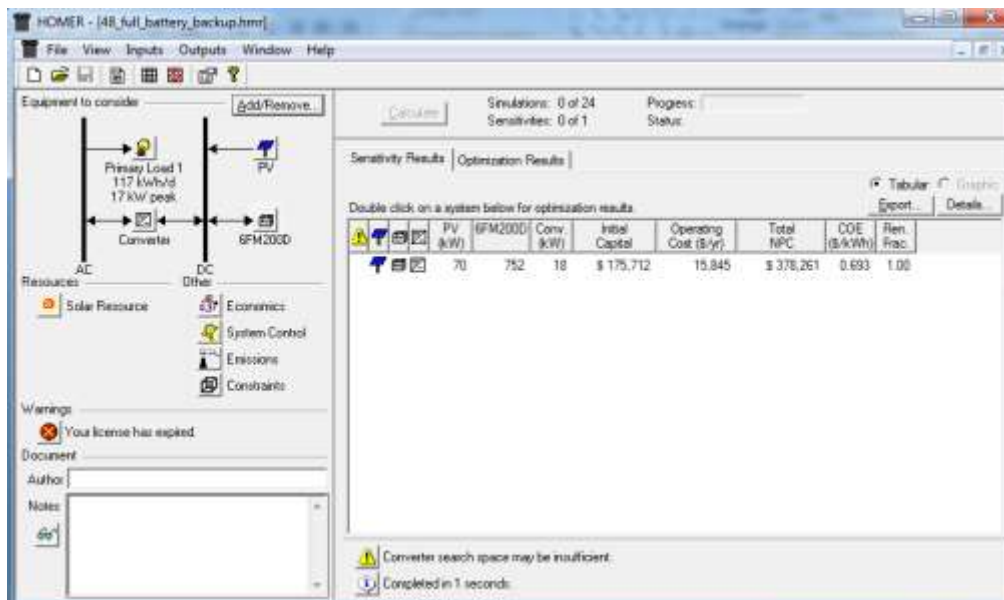 HOMER - [48_full_battery_backup.hmr]
File View Inputs Outputs Window Help
Equipment to consider
Add/Remove...
Primary Load 1
117 kWh/d
17 kW peak
PV
Converter
6FM200D
AC
DC
Resources
Other
Solar Resource
Economics
System Control
Emissions
Constraints
Warnings
Your license has expired.
Document
Author
Notes
Calculate
Simulations: 0 of 24
Progress:
Sensitivities: 0 of 1
Status:
Sensitivity Results
Optimization Results
Tabular
Graphic
Double click on a system below for optimization results.
Export...
Details...
PV (kW)
6FM200D
Conv. (kW)
Initial Capital
Operating Cost ($/yr)
Total NPC
COE ($/kWh)
Ren. Frac.
70 752 18 $ 175,712 15,845 $ 378,261 0.693 1.00
Converter search space may be insufficient.
Completed in 1 seconds.